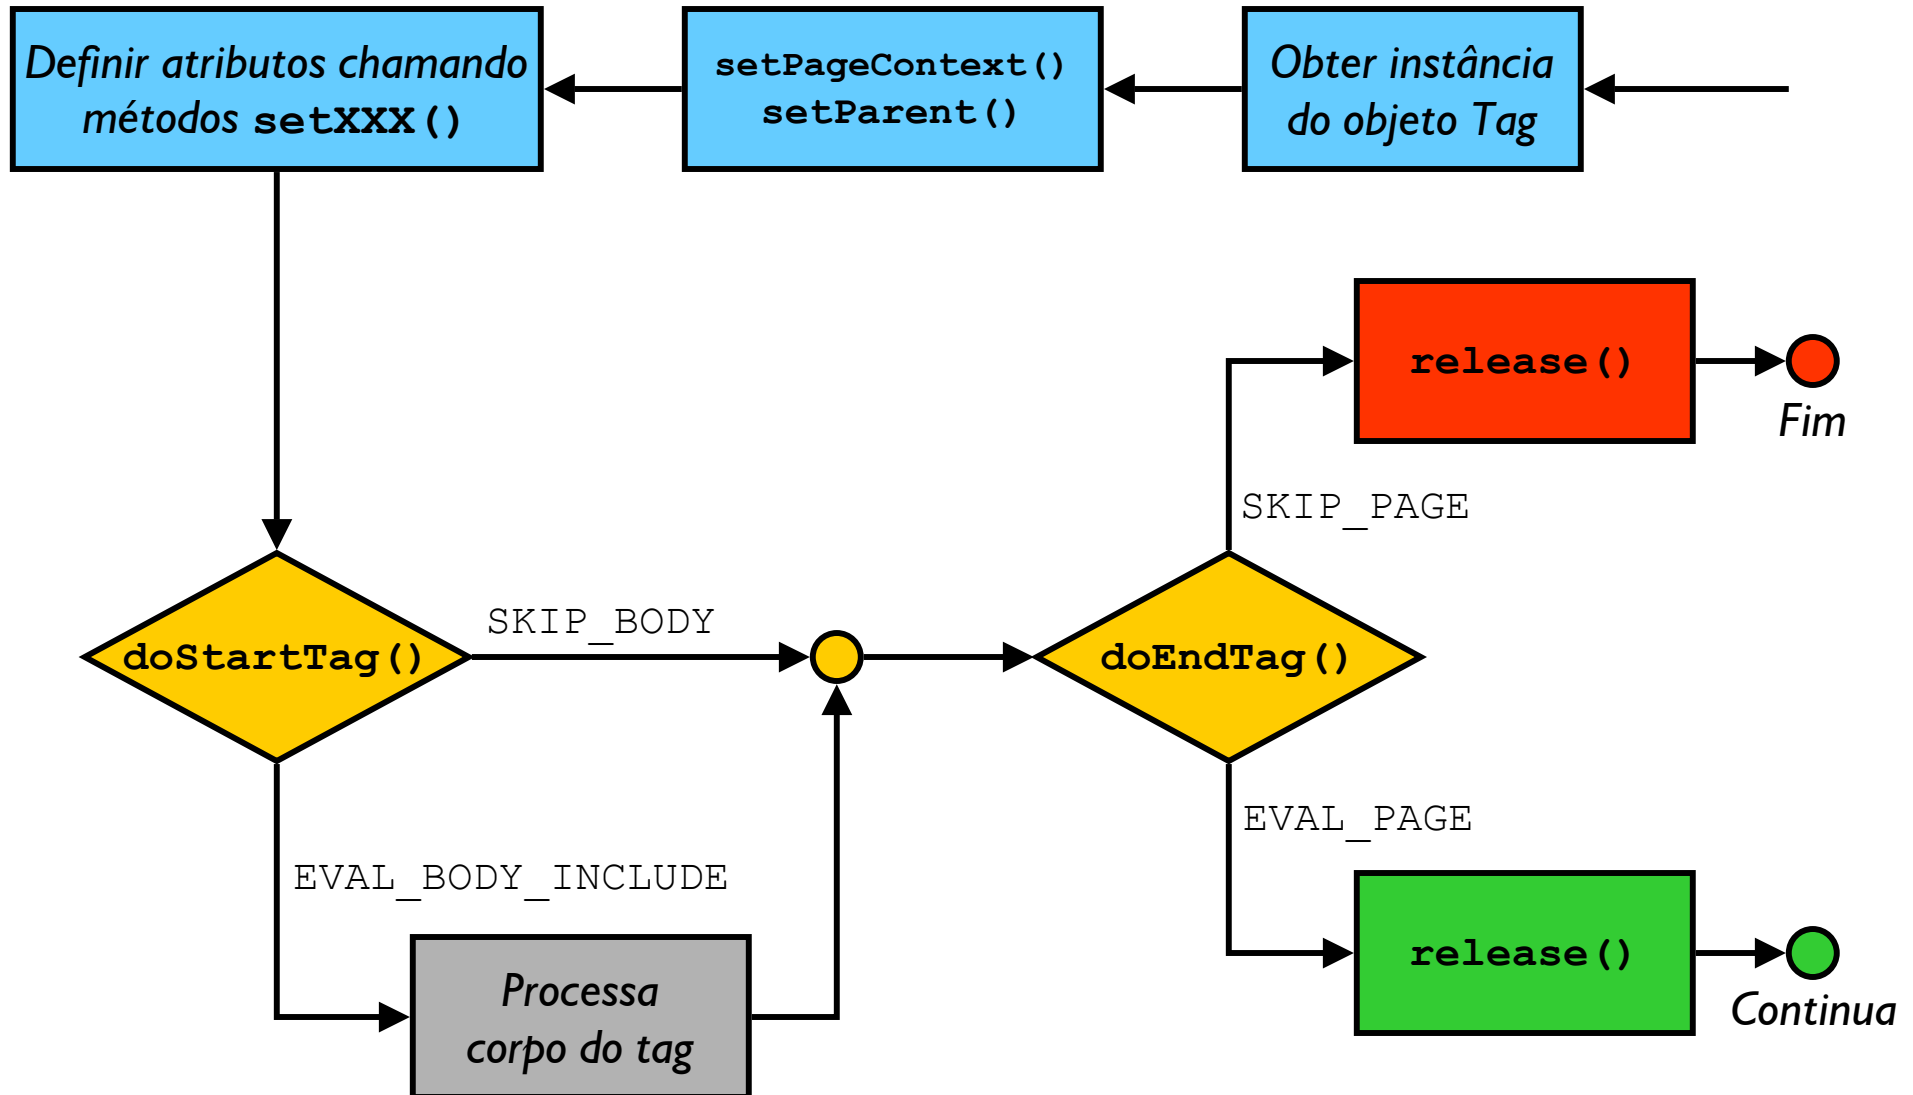 Definir atributos chamando
métodos setXXX()
setPageContext()
setParent()
Obter instância
do objeto Tag
release()
Fim
SKIP_PAGE
SKIP_BODY
doStartTag()
doEndTag()
EVAL_PAGE
EVAL_BODY_INCLUDE
release()
Processa
corpo do tag
Continua